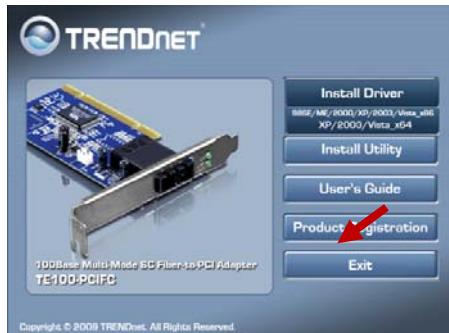 TRENDNET
Install Driver
98SE/ME/2000/XP/2003/Vista_x86
XP/2003/Vista_x64
Install Utility
User's Guide
Product Registration
100Base Multi-Mode SC Fiber-to-PCI Adapter
TE100-PCIFC
Exit
Copyright © 2009 TRENDnet. All Rights Reserved.